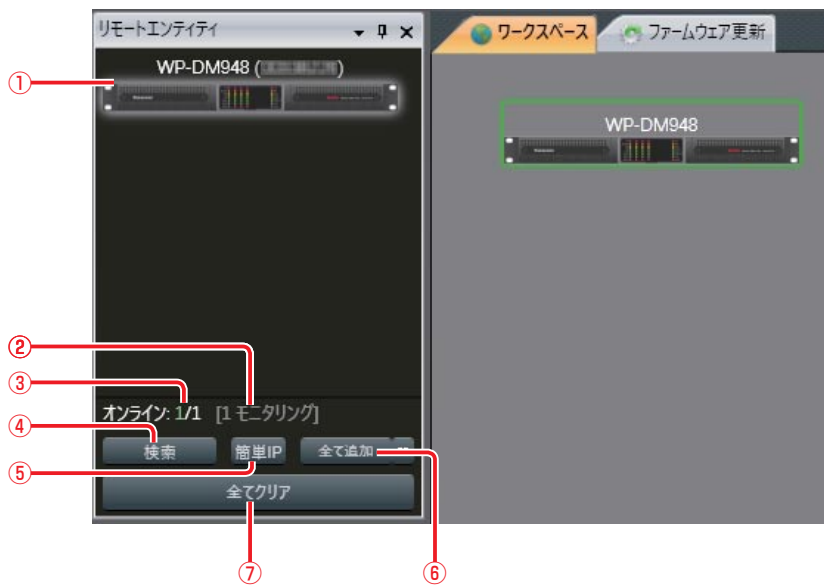 リモートエンティティ
ワークスペース
ファームウェア更新
WP-DM948 (
)
①
WP-DM948
②
③
オンライン: 1/1 [1 モニタリング]
④
検索
簡単IP
全て追加
⑤
⑥
全てクリア
⑦